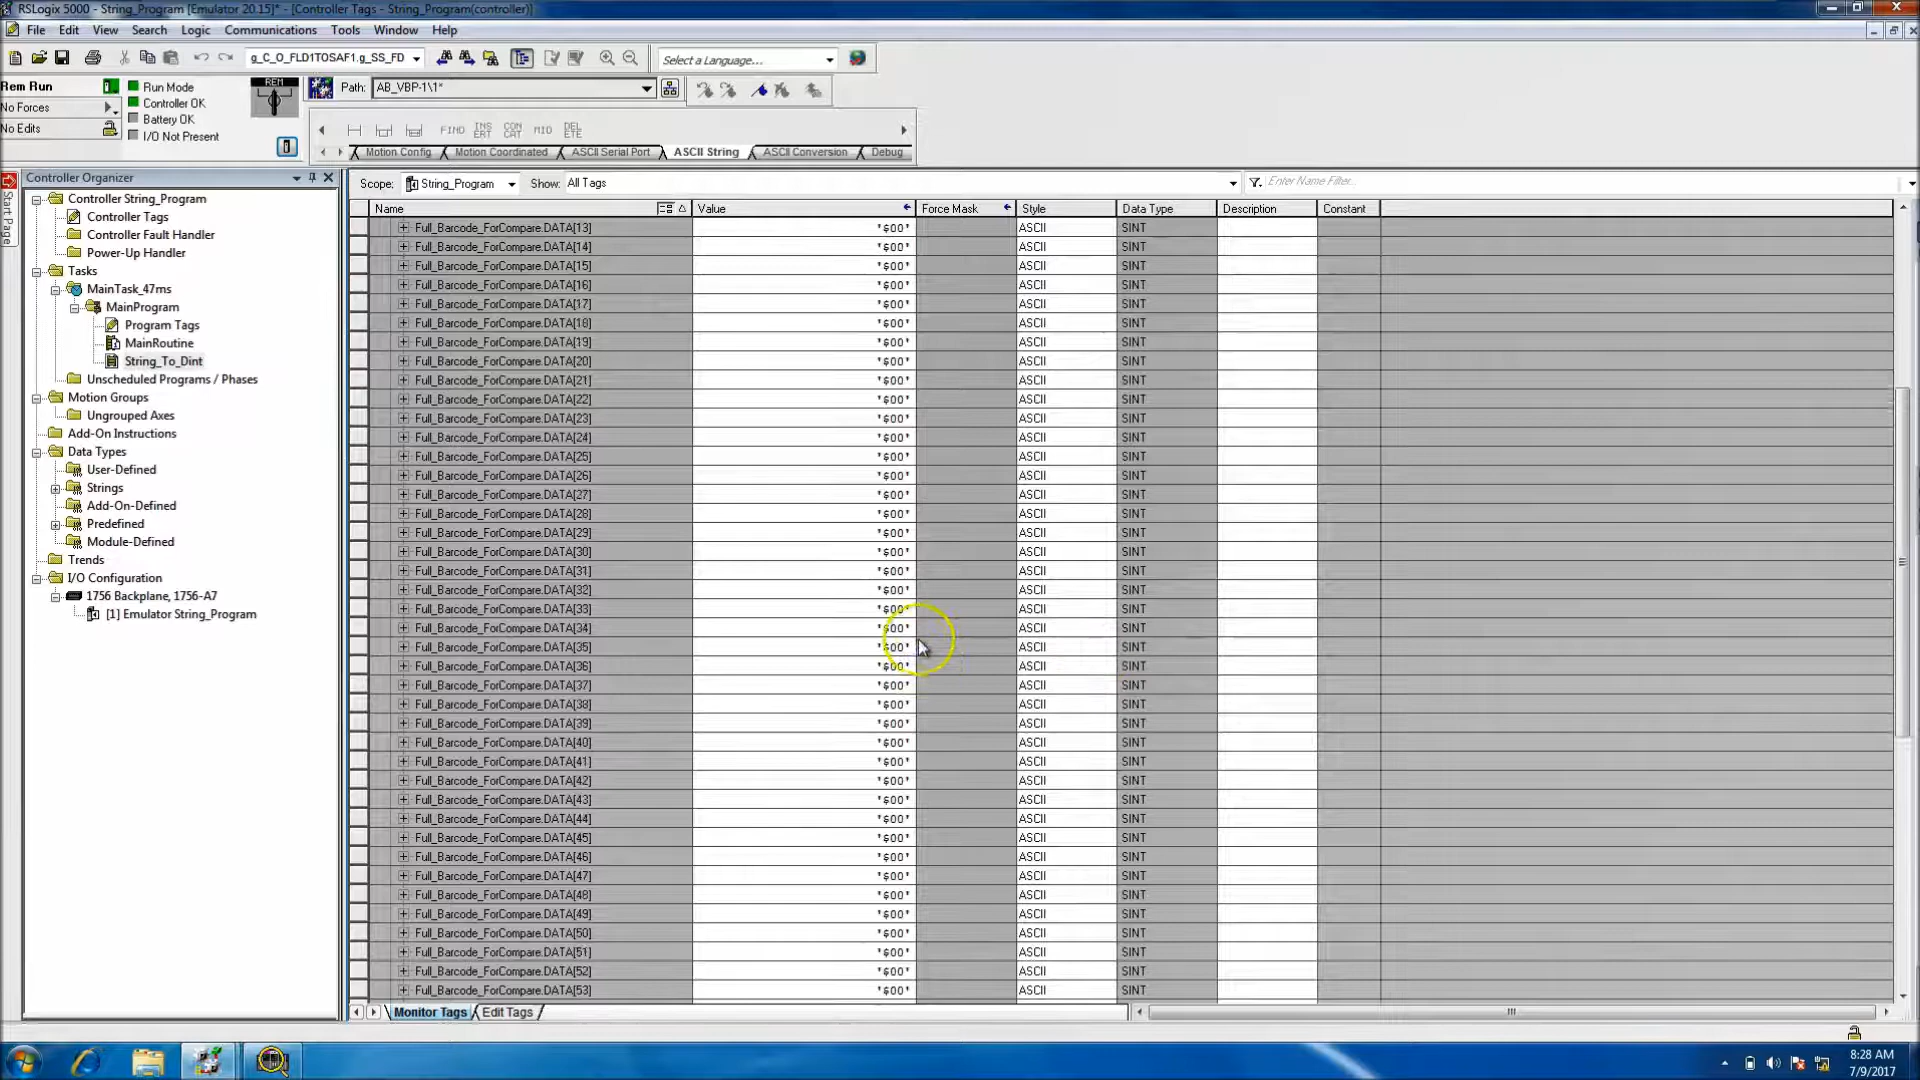 RSLogix 5000 - String_Program [Emulator 20.15]* - [Controller Tags - String_Program(controller)]
File Edit View Search Logic Communications Tools Window Help
g_C_O_FLD1TOSAF1.g_SS_FD
Select a Language...
Rem Run
Run Mode
REM
Path: AB_VBP-1\1*
No Forces
Controller OK
Battery OK
No Edits
I/O Not Present
FIND INS ERT CON CAT MID DEL ETE
Motion Config Motion Coordinated ASCII Serial Port ASCII String ASCII Conversion Debug
Start Page
Controller Organizer
Controller String_Program
Controller Tags
Controller Fault Handler
Power-Up Handler
Tasks
MainTask_47ms
MainProgram
Program Tags
MainRoutine
String_To_Dint
Unscheduled Programs / Phases
Motion Groups
Ungrouped Axes
Add-On Instructions
Data Types
User-Defined
Strings
Add-On-Defined
Predefined
Module-Defined
Trends
I/O Configuration
1756 Backplane, 1756-A7
[1] Emulator String_Program
Scope: String_Program Show: All Tags Enter Name Filter...
Name Value Force Mask Style Data Type Description Constant
Full_Barcode_ForCompare.DATA[13] '$00' ASCII SINT
Full_Barcode_ForCompare.DATA[14] '$00' ASCII SINT
Full_Barcode_ForCompare.DATA[15] '$00' ASCII SINT
Full_Barcode_ForCompare.DATA[16] '$00' ASCII SINT
Full_Barcode_ForCompare.DATA[17] '$00' ASCII SINT
Full_Barcode_ForCompare.DATA[18] '$00' ASCII SINT
Full_Barcode_ForCompare.DATA[19] '$00' ASCII SINT
Full_Barcode_ForCompare.DATA[20] '$00' ASCII SINT
Full_Barcode_ForCompare.DATA[21] '$00' ASCII SINT
Full_Barcode_ForCompare.DATA[22] '$00' ASCII SINT
Full_Barcode_ForCompare.DATA[23] '$00' ASCII SINT
Full_Barcode_ForCompare.DATA[24] '$00' ASCII SINT
Full_Barcode_ForCompare.DATA[25] '$00' ASCII SINT
Full_Barcode_ForCompare.DATA[26] '$00' ASCII SINT
Full_Barcode_ForCompare.DATA[27] '$00' ASCII SINT
Full_Barcode_ForCompare.DATA[28] '$00' ASCII SINT
Full_Barcode_ForCompare.DATA[29] '$00' ASCII SINT
Full_Barcode_ForCompare.DATA[30] '$00' ASCII SINT
Full_Barcode_ForCompare.DATA[31] '$00' ASCII SINT
Full_Barcode_ForCompare.DATA[32] '$00' ASCII SINT
Full_Barcode_ForCompare.DATA[33] '$00' ASCII SINT
Full_Barcode_ForCompare.DATA[34] '$00' ASCII SINT
Full_Barcode_ForCompare.DATA[35] '$00' ASCII SINT
Full_Barcode_ForCompare.DATA[36] '$00' ASCII SINT
Full_Barcode_ForCompare.DATA[37] '$00' ASCII SINT
Full_Barcode_ForCompare.DATA[38] '$00' ASCII SINT
Full_Barcode_ForCompare.DATA[39] '$00' ASCII SINT
Full_Barcode_ForCompare.DATA[40] '$00' ASCII SINT
Full_Barcode_ForCompare.DATA[41] '$00' ASCII SINT
Full_Barcode_ForCompare.DATA[42] '$00' ASCII SINT
Full_Barcode_ForCompare.DATA[43] '$00' ASCII SINT
Full_Barcode_ForCompare.DATA[44] '$00' ASCII SINT
Full_Barcode_ForCompare.DATA[45] '$00' ASCII SINT
Full_Barcode_ForCompare.DATA[46] '$00' ASCII SINT
Full_Barcode_ForCompare.DATA[47] '$00' ASCII SINT
Full_Barcode_ForCompare.DATA[48] '$00' ASCII SINT
Full_Barcode_ForCompare.DATA[49] '$00' ASCII SINT
Full_Barcode_ForCompare.DATA[50] '$00' ASCII SINT
Full_Barcode_ForCompare.DATA[51] '$00' ASCII SINT
Full_Barcode_ForCompare.DATA[52] '$00' ASCII SINT
Full_Barcode_ForCompare.DATA[53] '$00' ASCII SINT
Monitor Tags Edit Tags
8:28 AM
7/9/2017